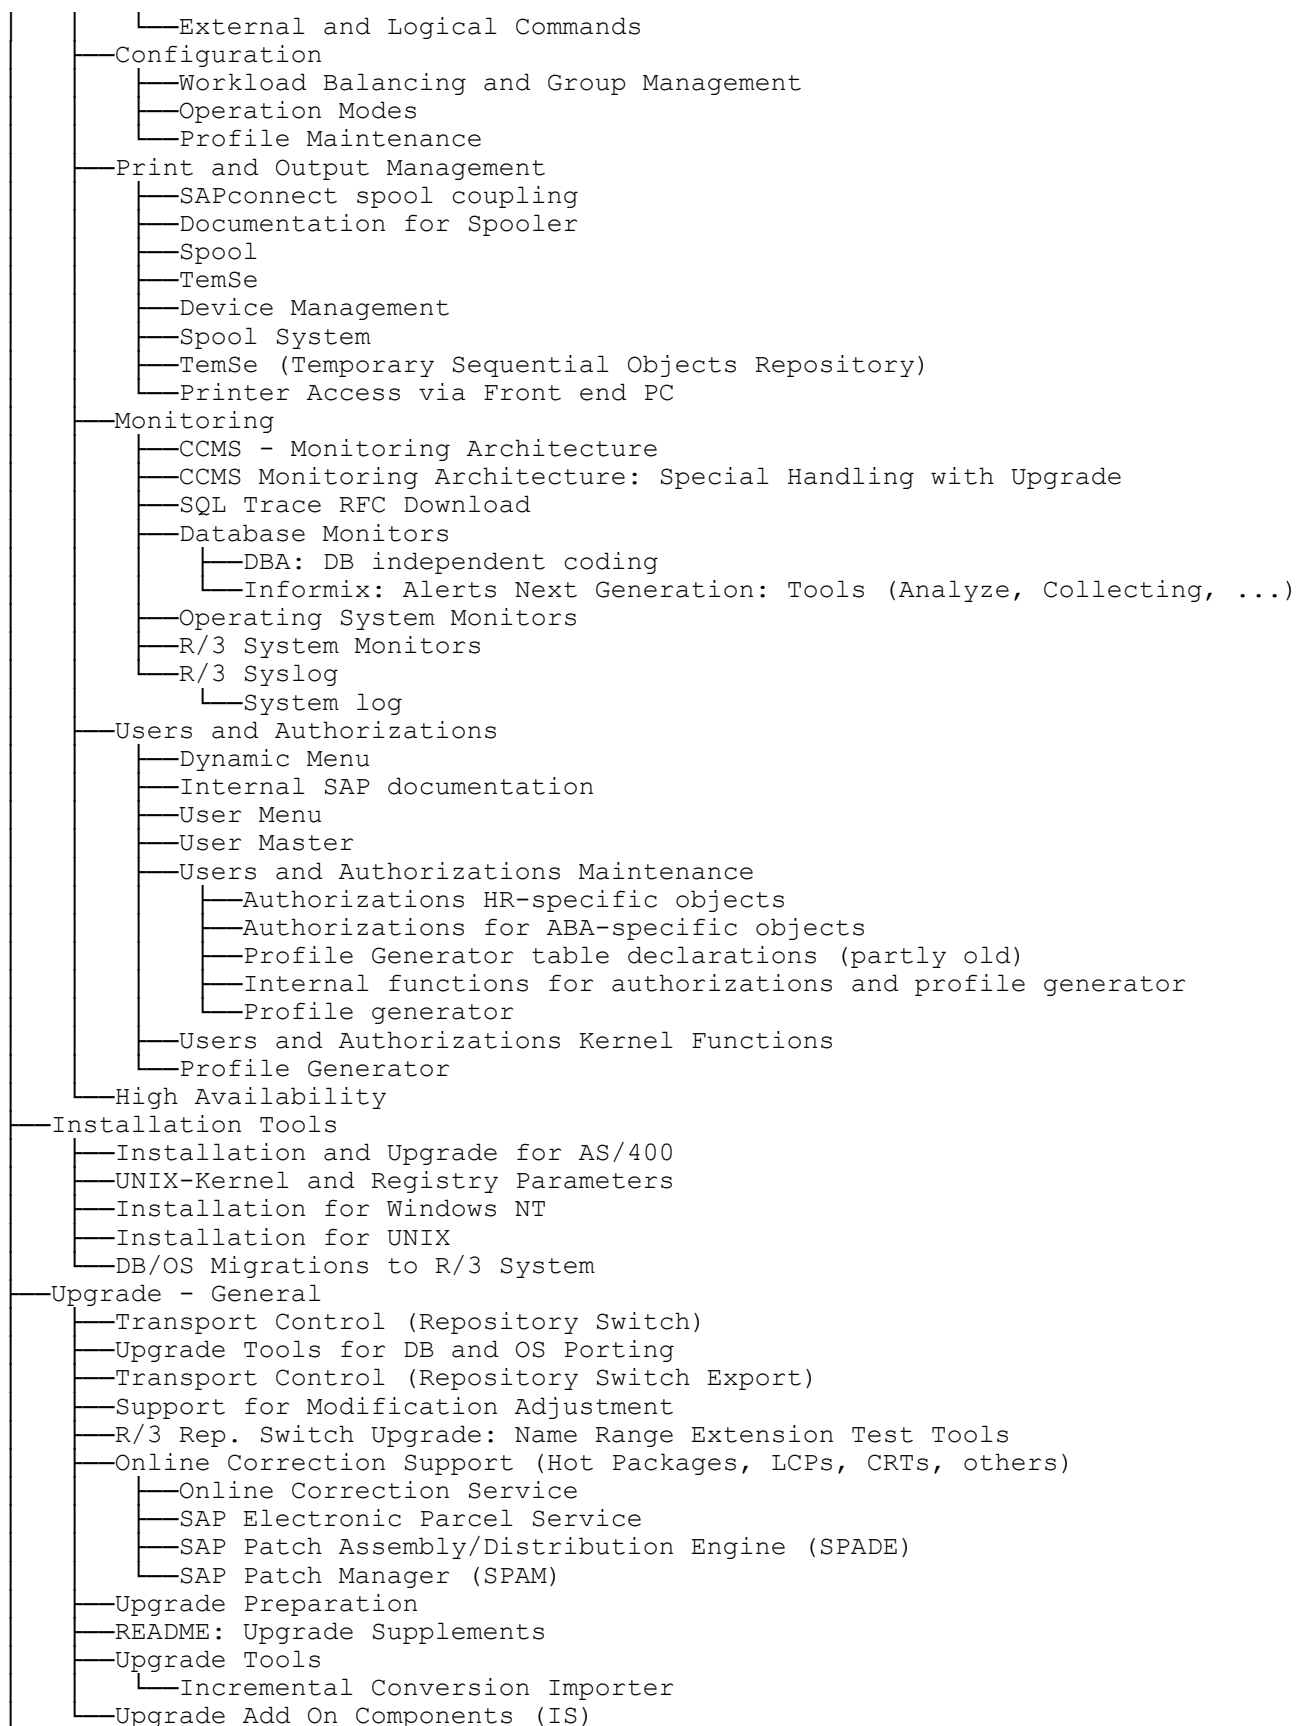 External and Logical Commands
Configuration
Workload Balancing and Group Management
Operation Modes
Profile Maintenance
Print and Output Management
SAPconnect spool coupling
Documentation for Spooler
Spool
TemSe
Device Management
Spool System
TemSe (Temporary Sequential Objects Repository)
Printer Access via Front end PC
Monitoring
CCMS - Monitoring Architecture
CCMS Monitoring Architecture: Special Handling with Upgrade
SQL Trace RFC Download
Database Monitors
DBA: DB independent coding
Informix: Alerts Next Generation: Tools (Analyze, Collecting, ...)
Operating System Monitors
R/3 System Monitors
R/3 Syslog
System log
Users and Authorizations
Dynamic Menu
Internal SAP documentation
User Menu
User Master
Users and Authorizations Maintenance
Authorizations HR-specific objects
Authorizations for ABA-specific objects
Profile Generator table declarations (partly old)
Internal functions for authorizations and profile generator
Profile generator
Users and Authorizations Kernel Functions
Profile Generator
High Availability
Installation Tools
Installation and Upgrade for AS/400
UNIX-Kernel and Registry Parameters
Installation for Windows NT
Installation for UNIX
DB/OS Migrations to R/3 System
Upgrade - General
Transport Control (Repository Switch)
Upgrade Tools for DB and OS Porting
Transport Control (Repository Switch Export)
Support for Modification Adjustment
R/3 Rep. Switch Upgrade: Name Range Extension Test Tools
Online Correction Support (Hot Packages, LCPs, CRTs, others)
Online Correction Service
SAP Electronic Parcel Service
SAP Patch Assembly/Distribution Engine (SPADE)
SAP Patch Manager (SPAM)
Upgrade Preparation
README: Upgrade Supplements
Upgrade Tools
Incremental Conversion Importer
Upgrade Add On Components (IS)